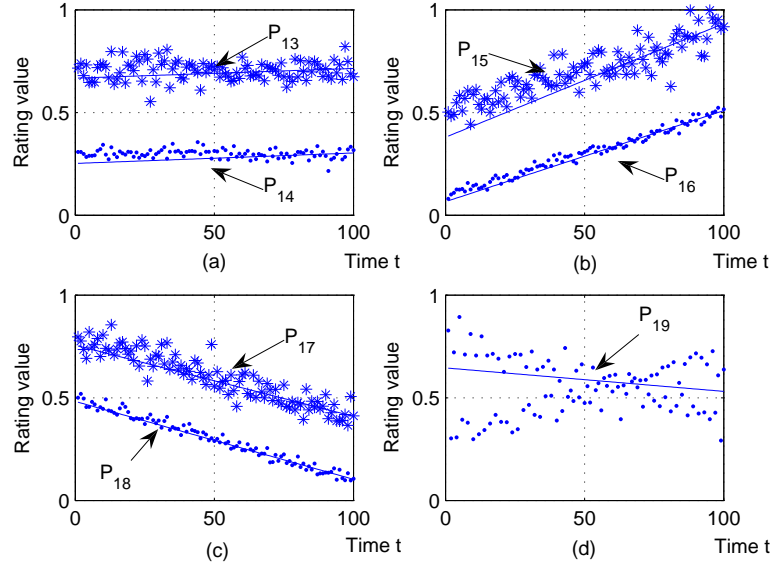 1
P13
Rating value
0.5
P14
0
0
50
100
(a)
Time t
1
P15
Rating value
0.5
P16
0
0
50
100
(b)
Time t
1
P17
Rating value
0.5
P18
0
0
50
100
(c)
Time t
1
P19
Rating value
0.5
0
0
50
100
(d)
Time t